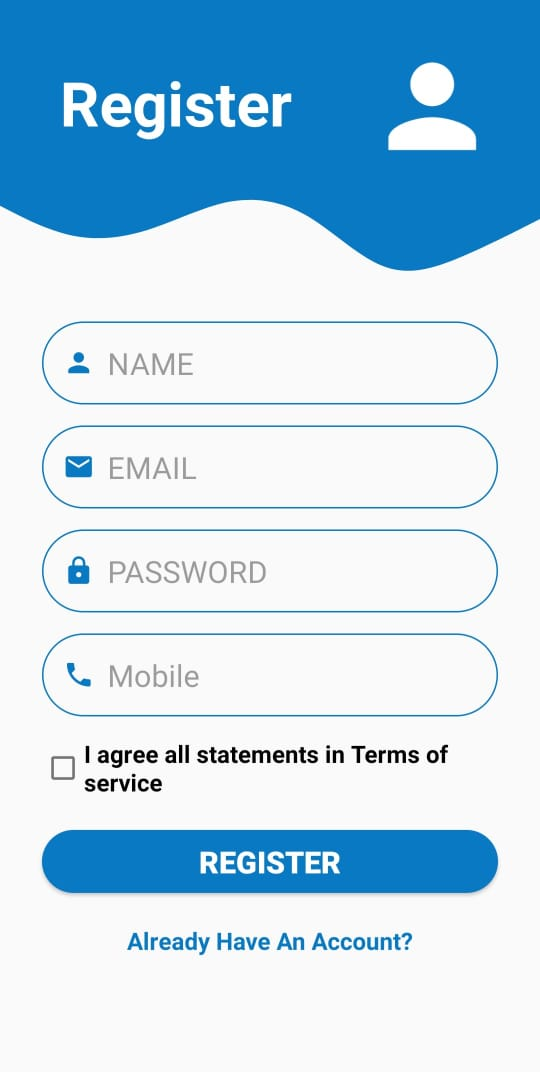 Register
NAME
EMAIL
PASSWORD
Mobile
I agree all statements in Terms of
service
REGISTER
Already Have An Account?